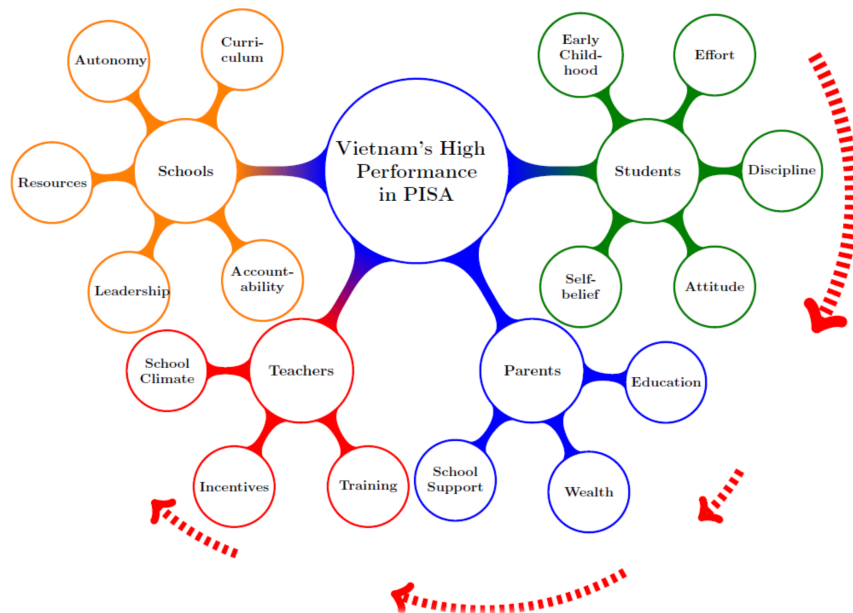 Vietnam's High
Performance
in PISA
Schools
Autonomy
Curri-
culum
Resources
Leadership
Account-
ability
Students
Early
Child-
hood
Effort
Discipline
Attitude
Self-
belief
Teachers
School
Climate
Incentives
Training
Parents
Education
Wealth
School
Support